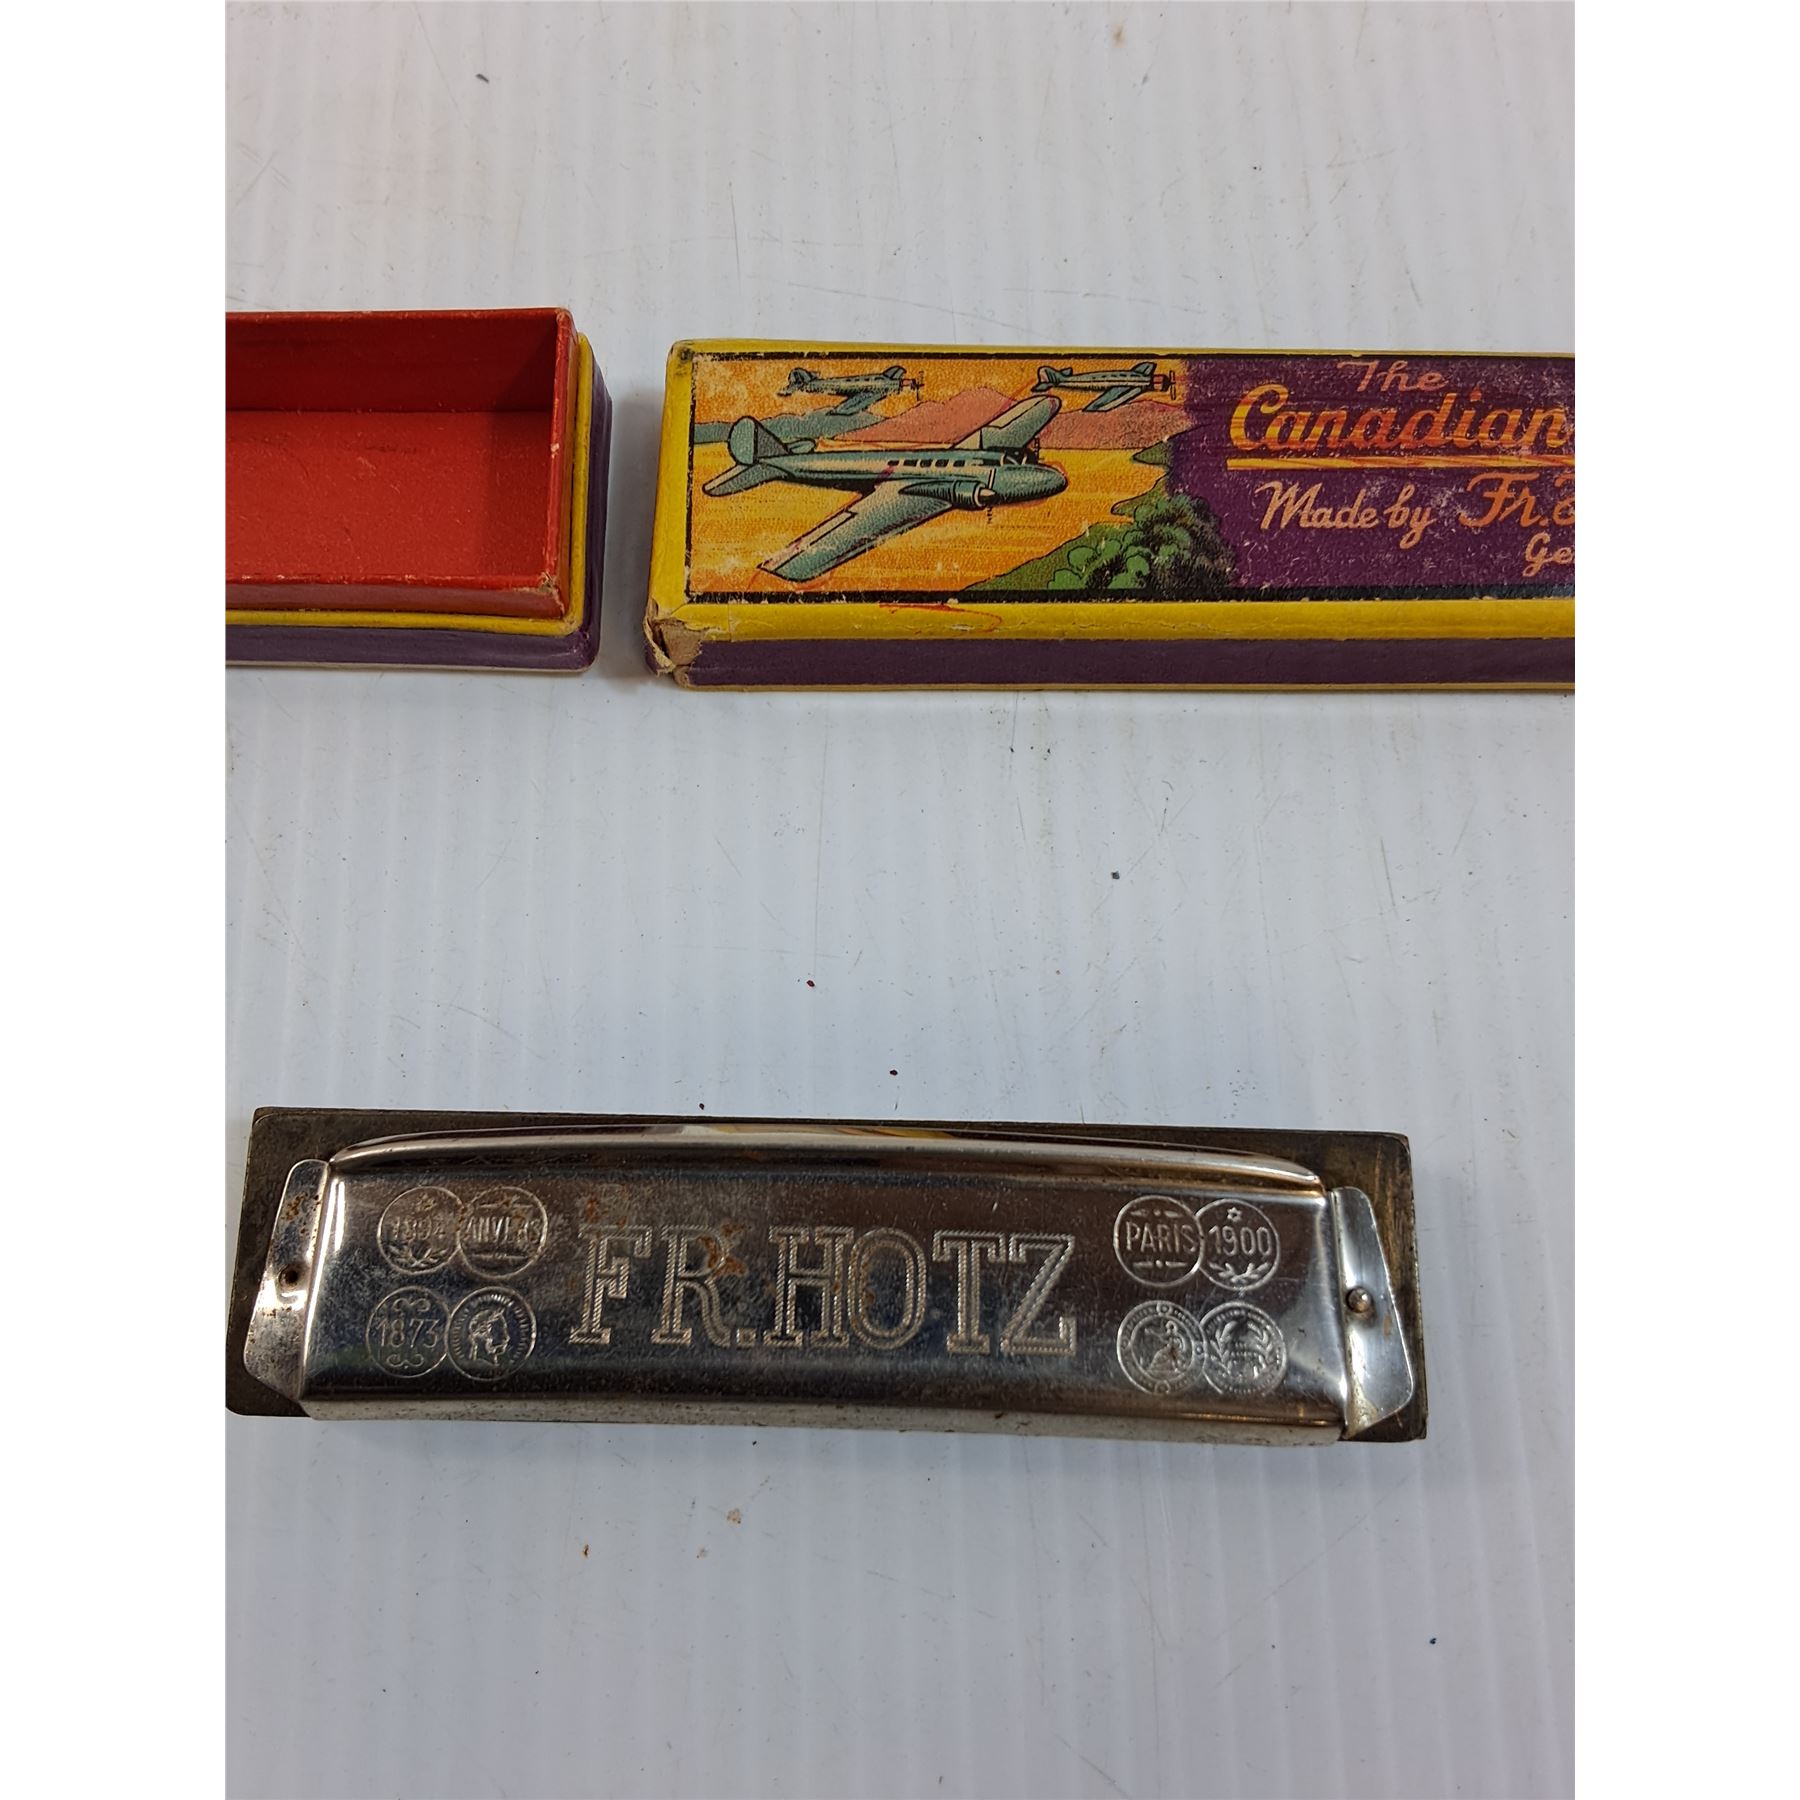 The
Canadian
Made by Fr.
Ge
1894 ANVERS
FR.HOTZ
PARIS 1900
1873